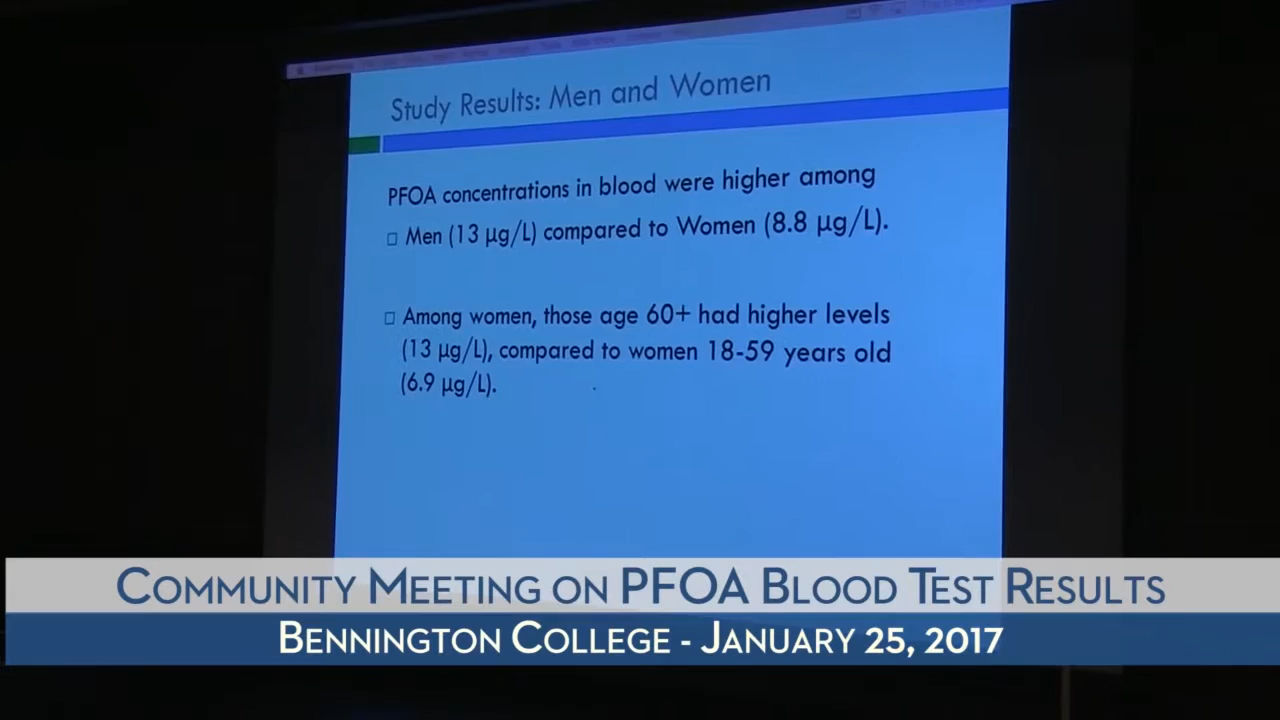 Study Results: Men and Women
PFOA concentrations in blood were higher among
Men (13 µg/L) compared to Women (8.8 µg/L).
Among women, those age 60+ had higher levels
(13 µg/L), compared to women 18-59 years old
(6.9 µg/L).
COMMUNITY MEETING ON PFOA BLOOD TEST RESULTS
BENNINGTON COLLEGE - JANUARY 25, 2017